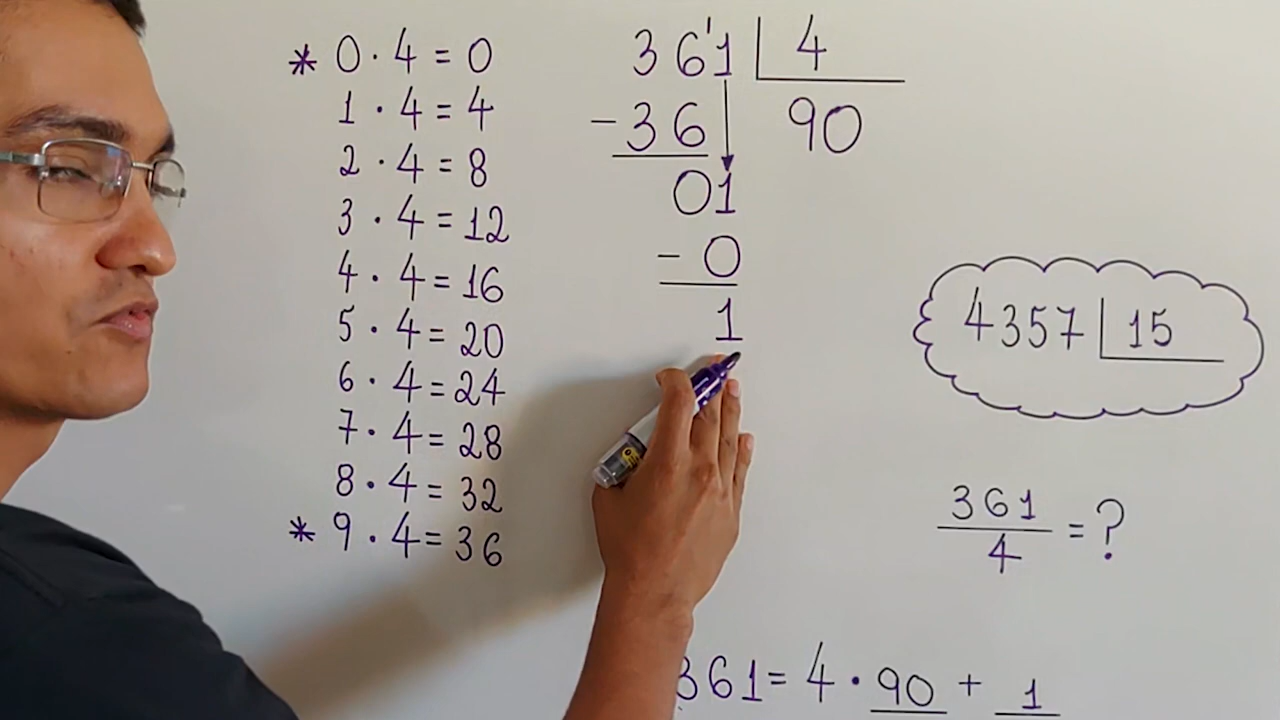 * 0 · 4 = 0
1 · 4 = 4
2 · 4 = 8
3 · 4 = 12
4 · 4 = 16
5 · 4 = 20
6 · 4 = 24
7 · 4 = 28
8 · 4 = 32
* 9 · 4 = 36
36'1 | 4
-36 90
01
-0
1
4357 | 15
361
4
= ?
361 = 4 · 90 + 1